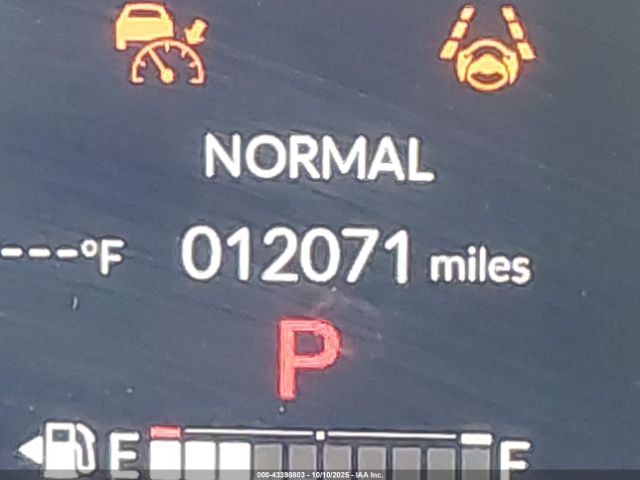 NORMAL
---°F 012071 miles
P
E F
000-43398803 - 10/10/2025 - IAA Inc.